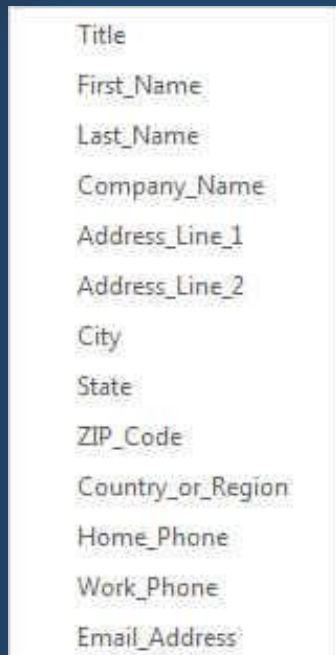 Title
First_Name
Last_Name
Company_Name
Address_Line_1
Address_Line_2
City
State
ZIP_Code
Country_or_Region
Home_Phone
Work_Phone
Email_Address